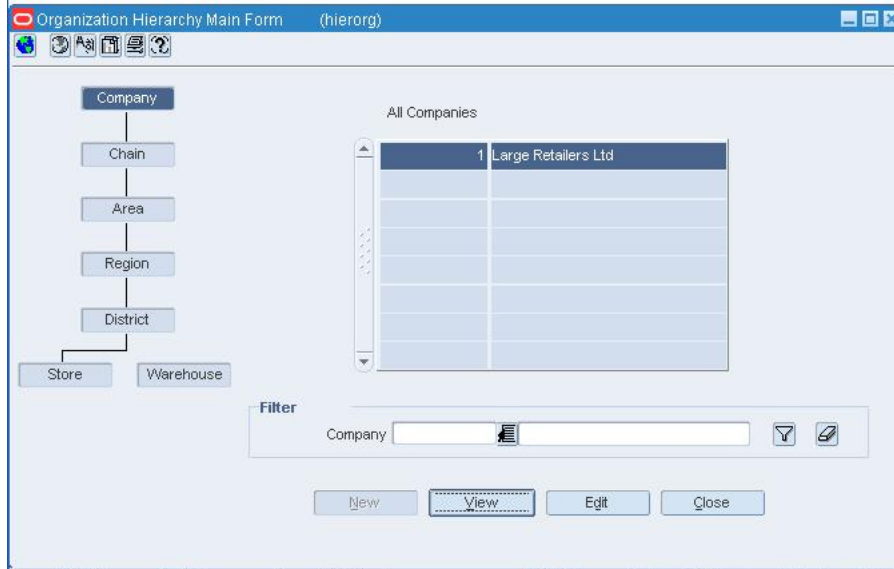 Organization Hierarchy Main Form (hierorg)
Company
Chain
Area
Region
District
Store Warehouse
All Companies
1 Large Retailers Ltd
Filter
Company
New View Edit Close